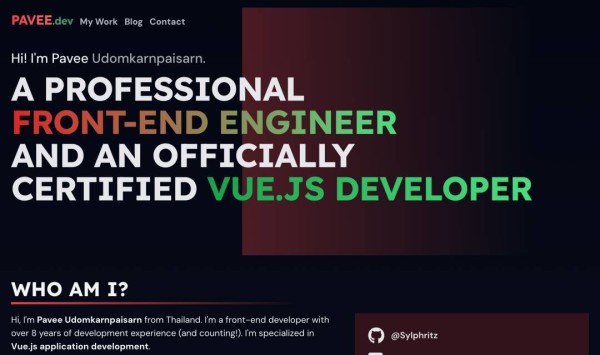 PAVEE.dev My Work Blog Contact
Hi! I'm Pavee Udomkarnpaisarn.
A PROFESSIONAL
FRONT-END ENGINEER
AND AN OFFICIALLY
CERTIFIED VUE.JS DEVELOPER
WHO AM I?
Hi, I'm Pavee Udomkarnpaisarn from Thailand. I'm a front-end developer with
over 8 years of development experience (and counting!). I'm specialized in
Vue.js application development.
@Sylphritz